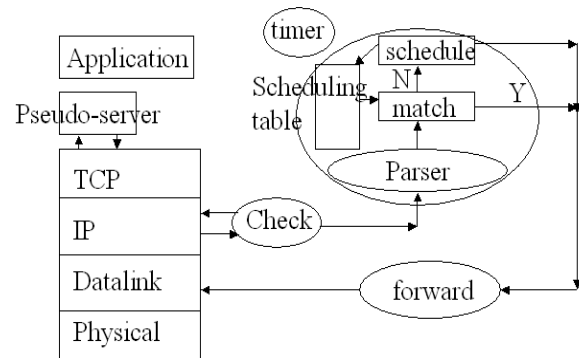 timer
Application
schedule
Scheduling
table
N
match
Y
Pseudo-server
TCP
Parser
IP
Check
Datalink
forward
Physical